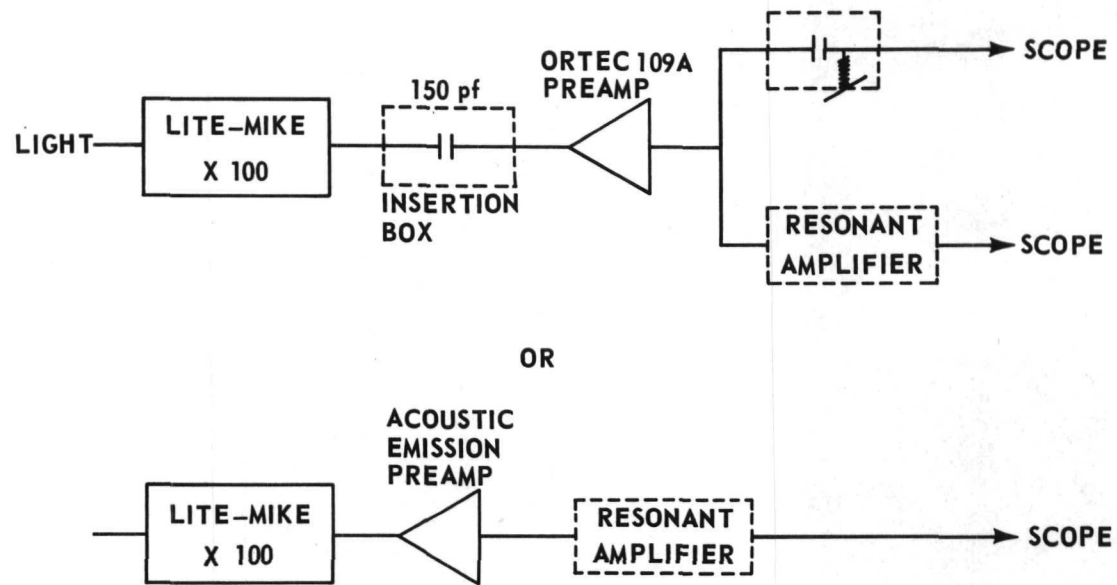 ORTEC 109A
PREAMP
SCOPE
150 pf
LIGHT
LITE-MIKE
X 100
INSERTION
BOX
RESONANT
AMPLIFIER
SCOPE
OR
ACOUSTIC
EMISSION
PREAMP
LITE-MIKE
X 100
RESONANT
AMPLIFIER
SCOPE